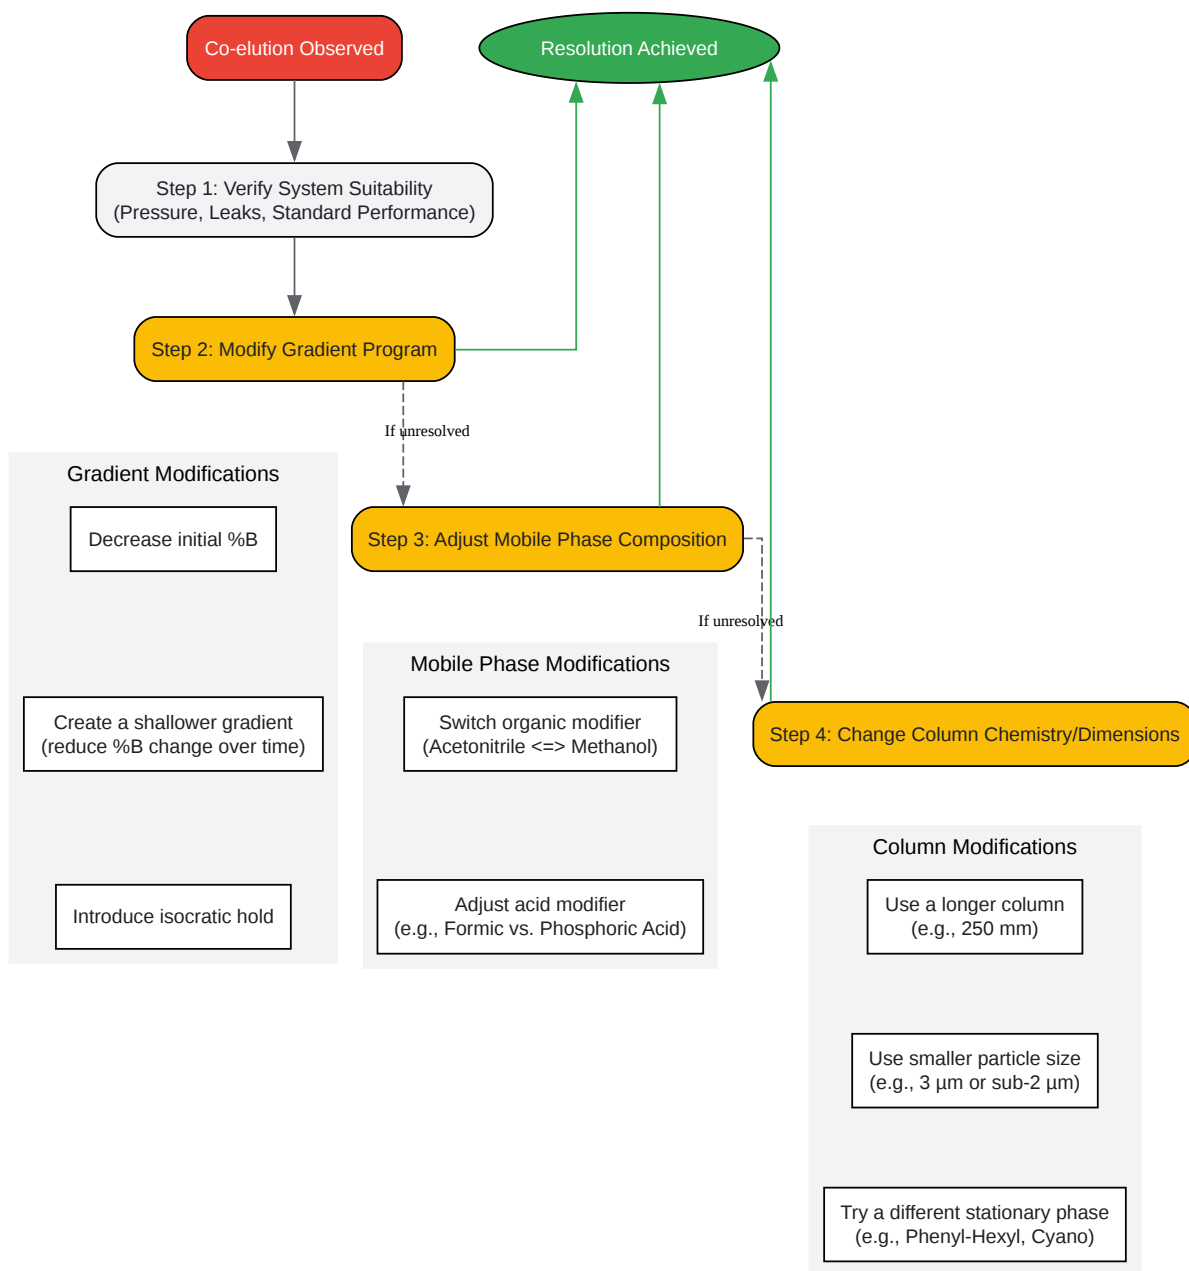 Co-elution Observed
Resolution Achieved
Step 1: Verify System Suitability
(Pressure, Leaks, Standard Performance)
Step 2: Modify Gradient Program
If unresolved
Gradient Modifications
Decrease initial %B
Step 3: Adjust Mobile Phase Composition
If unresolved
Mobile Phase Modifications
Create a shallower gradient
(reduce %B change over time)
Switch organic modifier
(Acetonitrile <=> Methanol)
Step 4: Change Column Chemistry/Dimensions
Column Modifications
Introduce isocratic hold
Adjust acid modifier
(e.g., Formic vs. Phosphoric Acid)
Use a longer column
(e.g., 250 mm)
Use smaller particle size
(e.g., 3 µm or sub-2 µm)
Try a different stationary phase
(e.g., Phenyl-Hexyl, Cyano)